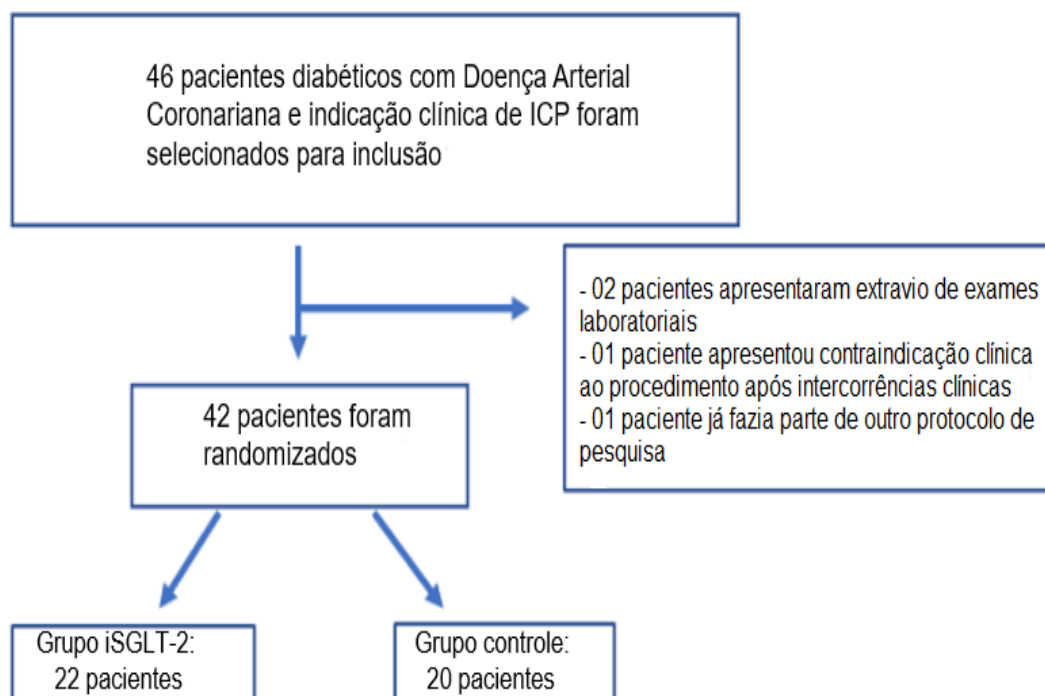 46 pacientes diabéticos com Doença Arterial
Coronariana e indicação clínica de ICP foram
selecionados para inclusão
- 02 pacientes apresentaram extravio de exames
laboratoriais
- 01 paciente apresentou contraindicação clínica
ao procedimento após intercorrências clínicas
- 01 paciente já fazia parte de outro protocolo de
pesquisa
42 pacientes foram
randomizados
Grupo iSGLT-2:
22 pacientes
Grupo controle:
20 pacientes